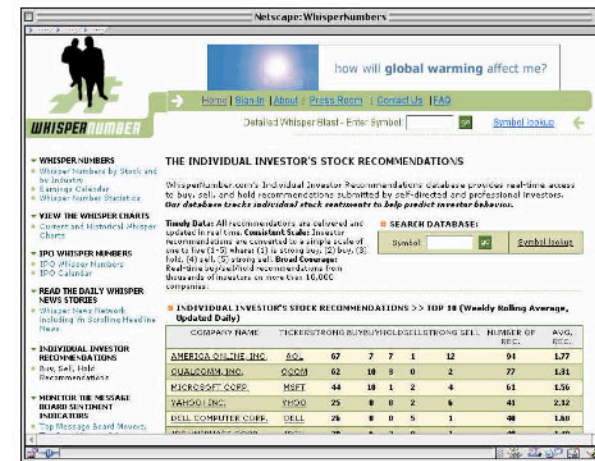 Netscape: WhisperNumbers
how will global warming affect me?
Home | Sign-In | About | Press Room | Contact Us | FAQ
WHISPERNUMBER
Detailed Whisper Blast - Enter Symbol: GO Symbol lookup
WHISPER NUMBERS
Whisper Numbers by Stock and
by Industry
Earnings Calendar
Whisper Number Statistics
VIEW THE WHISPER CHARTS
Current and Historical Whisper
Charts
IPO WHISPER NUMBERS
IPO Whisper Numbers
IPO Calendar
READ THE DAILY WHISPER
NEWS STORIES
Whisper News Network
including Scrolling Headline
News
INDIVIDUAL INVESTOR
RECOMMENDATIONS
Buy, Sell, Hold
Recommendations
MONITOR THE MESSAGE
BOARD SENTIMENT
INDICATORS
Top Message Board Movers,
THE INDIVIDUAL INVESTOR'S STOCK RECOMMENDATIONS
WhisperNumber.com's Individual Investor Recommendations database provides real-time access
to buy, sell, and hold recommendations submitted by self-directed and professional investors.
Our database tracks individual stock sentiments to help predict investor behavior.
Timely Data: All recommendations are delivered and
updated in real time. Consistent Scale: Investor
recommendations are converted to a simple scale of
one to five (1-5) where (1) is strong buy, (2) buy, (3)
hold, (4) sell, (5) strong sell. Broad Coverage:
Real-time buy/sell/hold recommendations from
thousands of investors on more than 10,000
companies.
SEARCH DATABASE:
Symbol GO Symbol lookup
INDIVIDUAL INVESTOR'S STOCK RECOMMENDATIONS >> TOP 10 (Weekly Rolling Average,
Updated Daily)
COMPANY NAME TICKER STRONG BUY BUY HOLD SELL STRONG SELL NUMBER OF REC. AVG. REC.
AMERICA ONLINE, INC. AOL 67 7 7 1 12 94 1.77
QUALCOMM, INC. QCOM 62 10 3 0 2 77 1.31
MICROSOFT CORP. MSFT 44 10 1 2 4 61 1.56
YAHOO! INC. YHOO 25 2 6 41 2.12
DELL COMPUTER CORP. DELL 26 8 0 5 1 40 1.68